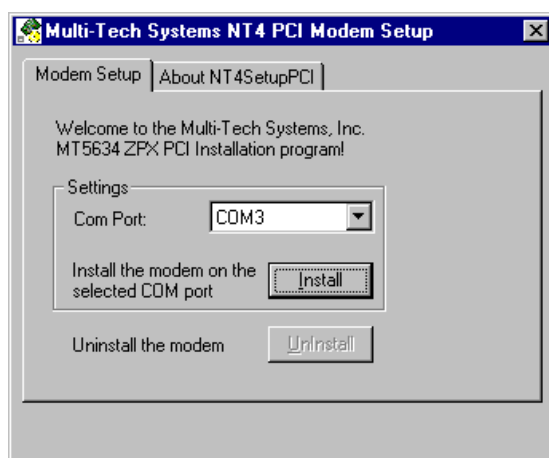 Multi-Tech Systems NT4 PCI Modem Setup
Modem Setup
About NT4SetupPCI
Welcome to the Multi-Tech Systems, Inc.
MT5634 ZPX PCI Installation program!
Settings
Com Port:
COM3
Install the modem on the
selected COM port
Install
Uninstall the modem
UnInstall